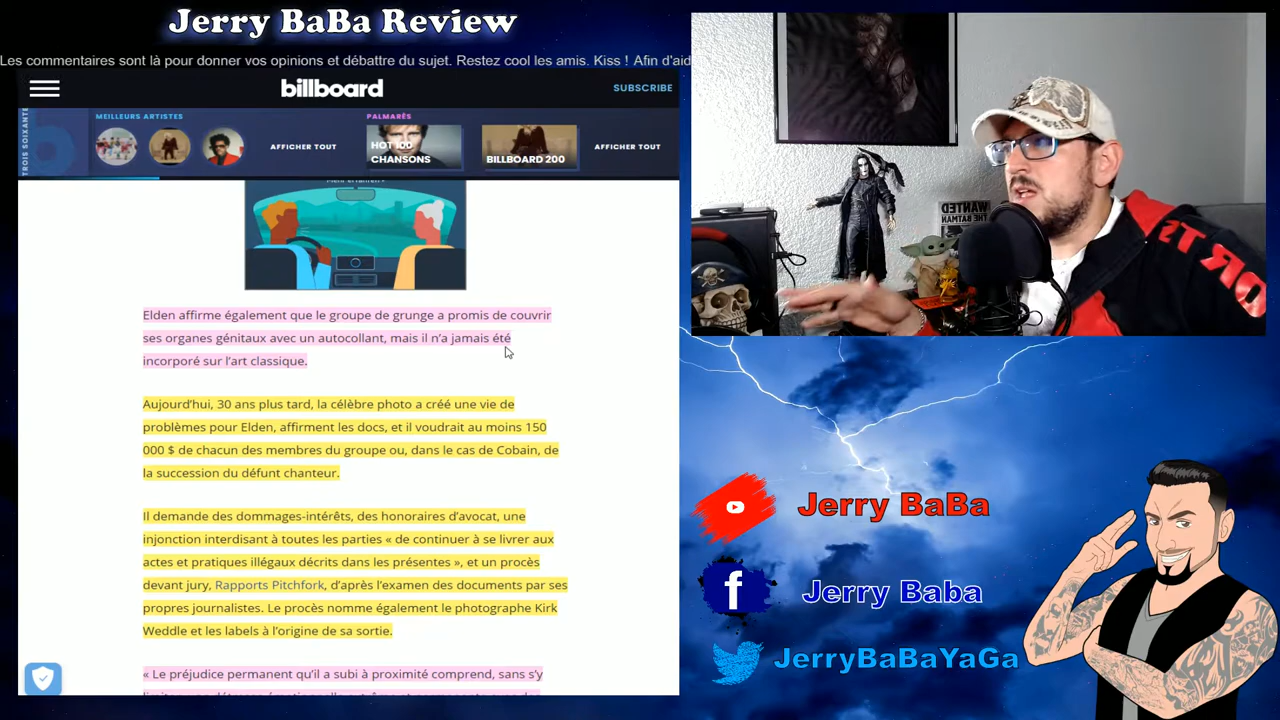 Jerry BaBa Review
Les commentaires sont là pour donner vos opinions et débattre du sujet. Restez cool les amis. Kiss ! Afin d'aid
billboard
SUBSCRIBE
TROIS SOIXANTE
MEILLEURS ARTISTES
AFFICHER TOUT
PALMARÈS
HOT 100
CHANSONS
BILLBOARD 200
AFFICHER TOUT
Elden affirme également que le groupe de grunge a promis de couvrir
ses organes génitaux avec un autocollant, mais il n'a jamais été
incorporé sur l'art classique.
Aujourd'hui, 30 ans plus tard, la célèbre photo a créé une vie de
problèmes pour Elden, affirment les docs, et il voudrait au moins 150
000 $ de chacun des membres du groupe ou, dans le cas de Cobain, de
la succession du défunt chanteur.
Il demande des dommages-intérêts, des honoraires d'avocat, une
injonction interdisant à toutes les parties « de continuer à se livrer aux
actes et pratiques illégaux décrits dans les présentes », et un procès
devant jury, Rapports Pitchfork, d'après l'examen des documents par ses
propres journalistes. Le procès nomme également le photographe Kirk
Weddle et les labels à l'origine de sa sortie.
« Le préjudice permanent qu'il a subi à proximité comprend, sans s'y
WANTED
THE BATMAN
Jerry BaBa
f
Jerry Baba
JerryBaBaYaGa